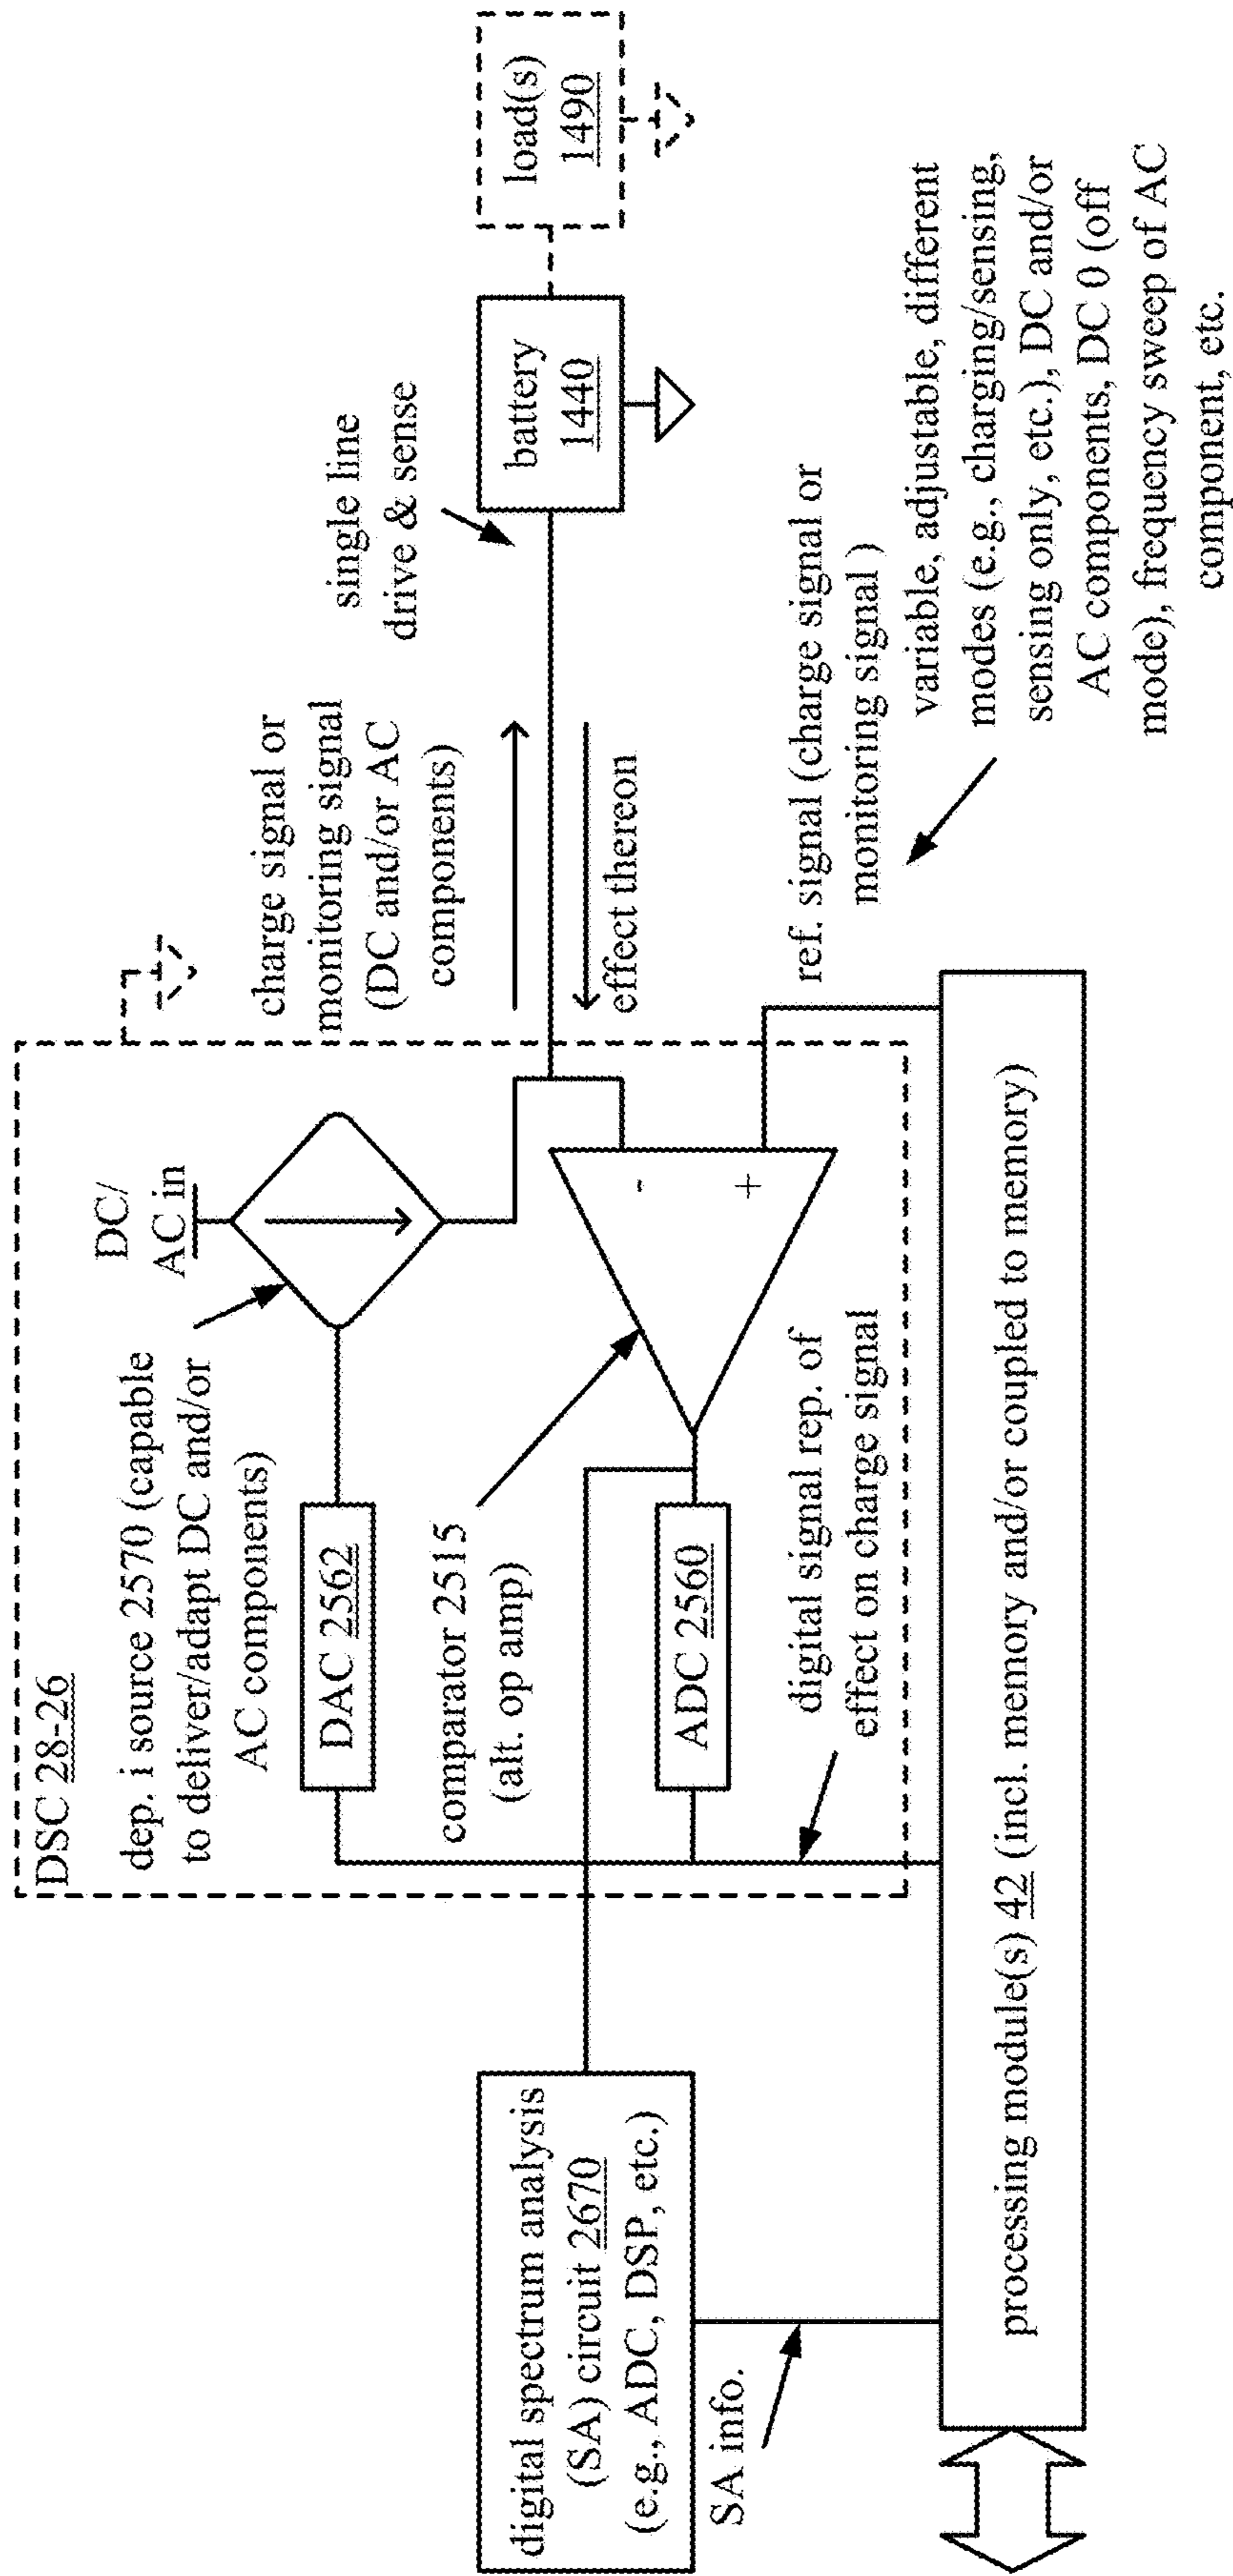 DSC 28-26
dep. i source 2570 (capable
to deliver/adapt DC and/or
AC components)
DC/
AC in
DAC 2562
comparator 2515
(alt. op amp)
-
+
ADC 2560
digital signal rep. of
effect on charge signal
charge signal or
monitoring signal
(DC and/or AC
components)
effect thereon
single line
drive & sense
battery
1440
load(s)
1490
ref. signal (charge signal or
monitoring signal )
variable, adjustable, different
modes (e.g., charging/sensing,
sensing only, etc.), DC and/or
AC components, DC 0 (off
mode), frequency sweep of AC
component, etc.
digital spectrum analysis
(SA) circuit 2670
(e.g., ADC, DSP, etc.)
SA info.
processing module(s) 42 (incl. memory and/or coupled to memory)